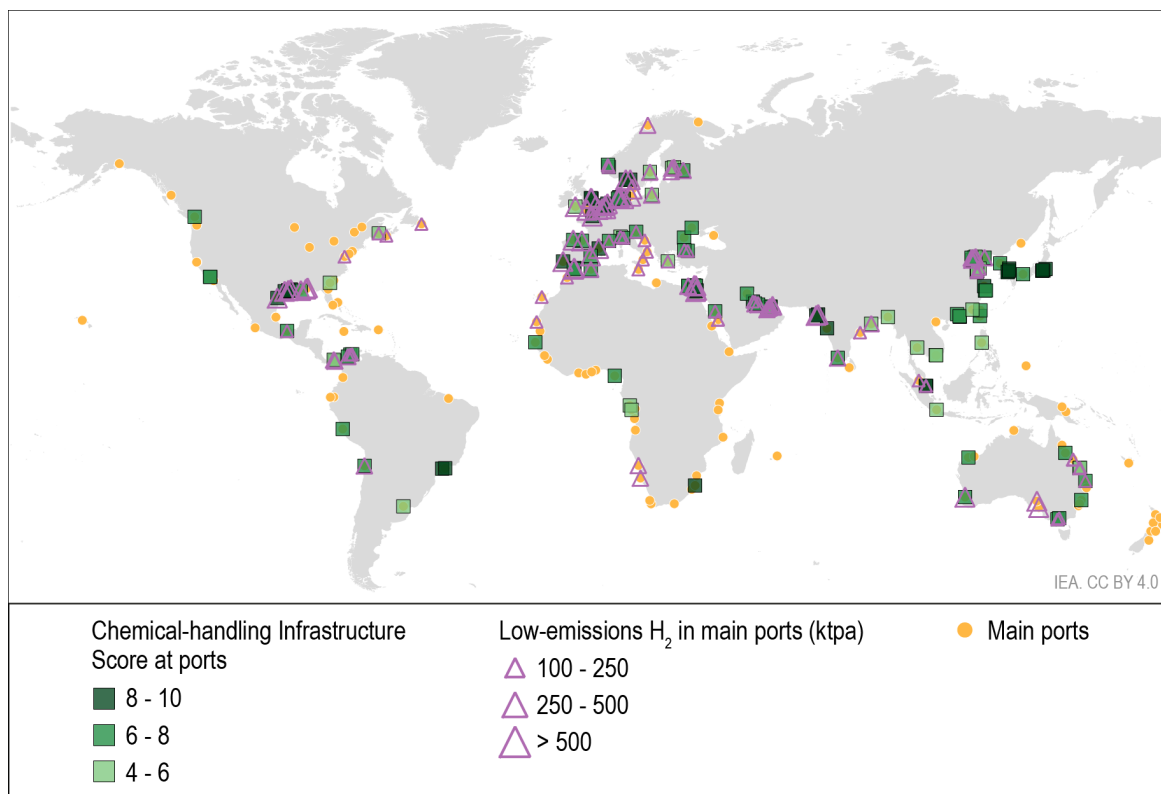 IEA. CC BY 4.0
Chemical-handling Infrastructure
Score at ports
8 - 10
6 - 8
4 - 6
Low-emissions H2 in main ports (ktpa)
100 - 250
250 - 500
> 500
Main ports